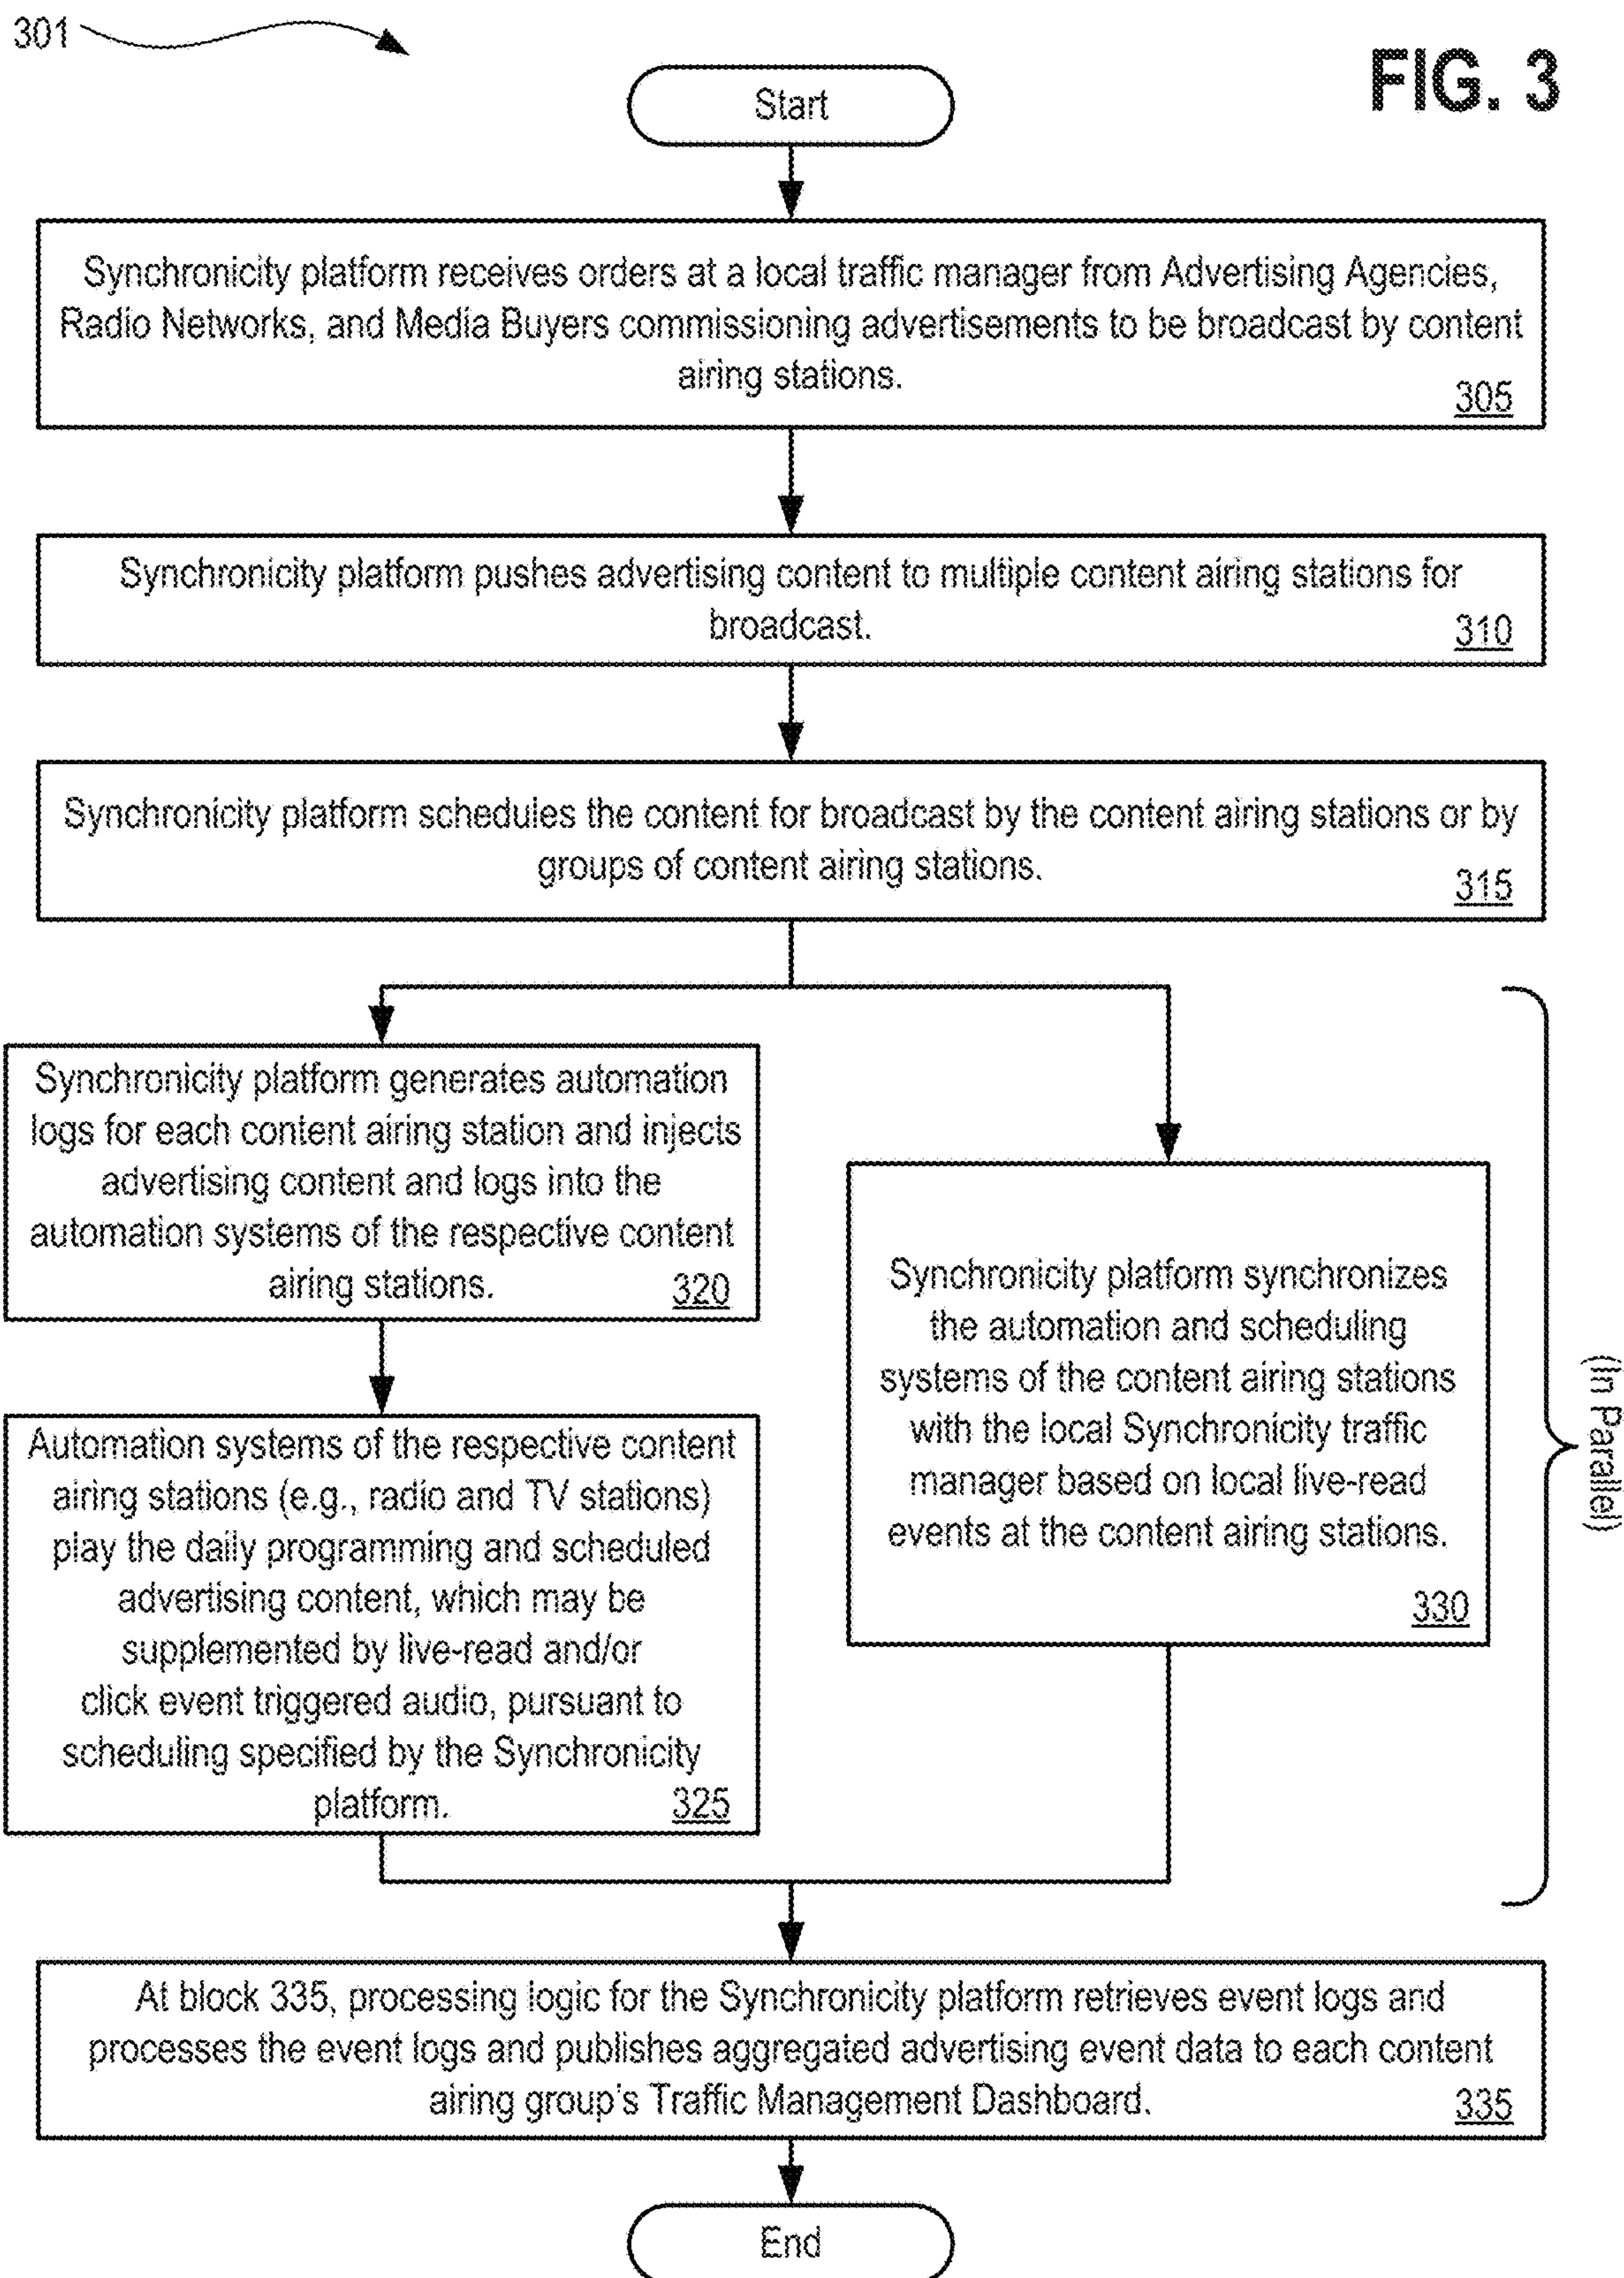 301
FIG. 3
Start
Synchronicity platform receives orders at a local traffic manager from Advertising Agencies,
Radio Networks, and Media Buyers commissioning advertisements to be broadcast by content
airing stations.
305
Synchronicity platform pushes advertising content to multiple content airing stations for
broadcast.
310
Synchronicity platform schedules the content for broadcast by the content airing stations or by
groups of content airing stations.
315
Synchronicity platform generates automation
logs for each content airing station and injects
advertising content and logs into the
automation systems of the respective content
airing stations.
320
Automation systems of the respective content
airing stations (e.g., radio and TV stations)
play the daily programming and scheduled
advertising content, which may be
supplemented by live-read and/or
click event triggered audio, pursuant to
scheduling specified by the Synchronicity
platform.
325
Synchronicity platform synchronizes
the automation and scheduling
systems of the content airing stations
with the local Synchronicity traffic
manager based on local live-read
events at the content airing stations.
330
(In Parallel)
At block 335, processing logic for the Synchronicity platform retrieves event logs and
processes the event logs and publishes aggregated advertising event data to each content
airing group's Traffic Management Dashboard.
335
End